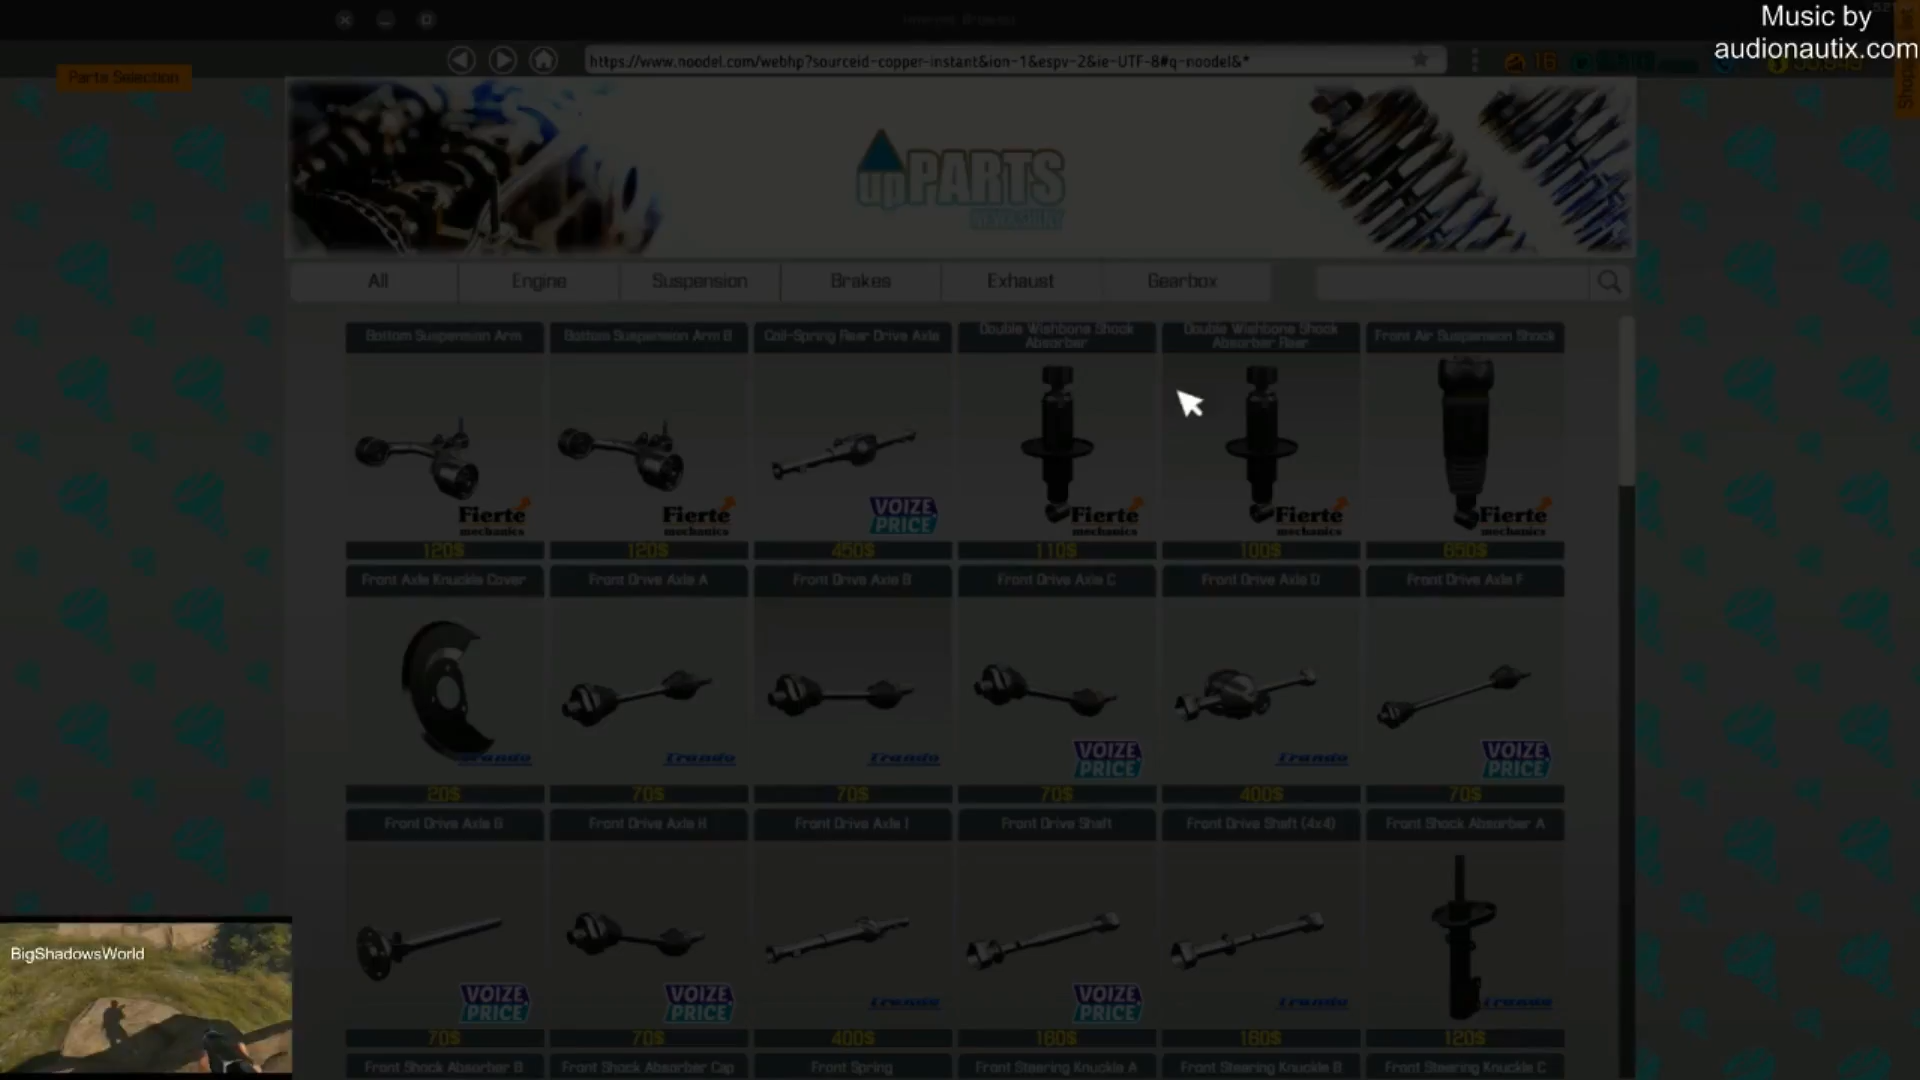 Music by
audionautix.com
Internet Browser
https://www.noodel.com/webhp?sourceid-copper-instant&ion-1&espv-2&ie-UTF-8#q-noodel&*
16
Parts Selection
upPARTS
All Engine Suspension Brakes Exhaust Gearbox
Bottom Suspension Arm
Bottom Suspension Arm B
Coil-Spring Rear Drive Axle
Double Wishbone Shock
Absorber
Double Wishbone Shock
Absorber Rear
Front Air Suspension Shock
Fierte
mechanics
Fierte
mechanics
VOIZE
PRICE
Fierte
mechanics
Fierte
mechanics
Fierte
mechanics
120$ 120$ 450$ 110$ 100$ 650$
Front Axle Knuckle Cover
Front Drive Axle A
Front Drive Axle B
Front Drive Axle C
Front Drive Axle D
Front Drive Axle F
VOIZE
PRICE
VOIZE
PRICE
20$ 70$ 70$ 70$ 400$ 70$
Front Drive Axle G
Front Drive Axle H
Front Drive Axle I
Front Drive Shaft
Front Drive Shaft (4x4)
Front Shock Absorber A
VOIZE
PRICE
VOIZE
PRICE
VOIZE
PRICE
70$ 70$ 400$ 160$ 160$ 120$
Front Shock Absorber B
Front Shock Absorber Cap
Front Spring
Front Steering Knuckle A
Front Steering Knuckle B
Front Steering Knuckle C
BigShadowsWorld